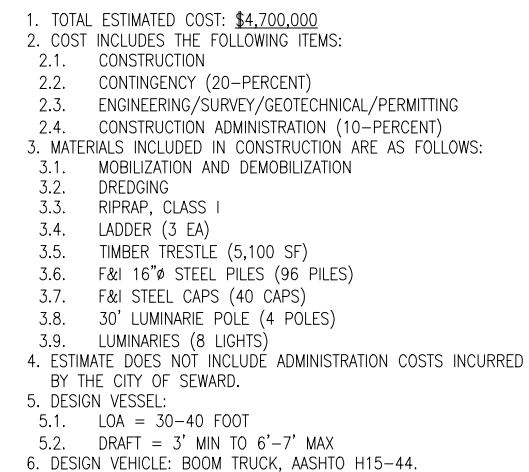 1. TOTAL ESTIMATED COST: $4,700,000
2. COST INCLUDES THE FOLLOWING ITEMS:
2.1. CONSTRUCTION
2.2. CONTINGENCY (20-PERCENT)
2.3. ENGINEERING/SURVEY/GEOTECHNICAL/PERMITTING
2.4. CONSTRUCTION ADMINISTRATION (10-PERCENT)
3. MATERIALS INCLUDED IN CONSTRUCTION ARE AS FOLLOWS:
3.1. MOBILIZATION AND DEMOBILIZATION
3.2. DREDGING
3.3. RIPRAP, CLASS I
3.4. LADDER (3 EA)
3.5. TIMBER TRESTLE (5,100 SF)
3.6. F&I 16"ø STEEL PILES (96 PILES)
3.7. F&I STEEL CAPS (40 CAPS)
3.8. 30' LUMINARIE POLE (4 POLES)
3.9. LUMINARIES (8 LIGHTS)
4. ESTIMATE DOES NOT INCLUDE ADMINISTRATION COSTS INCURRED
BY THE CITY OF SEWARD.
5. DESIGN VESSEL:
5.1. LOA = 30-40 FOOT
5.2. DRAFT = 3' MIN TO 6'-7' MAX
6. DESIGN VEHICLE: BOOM TRUCK, AASHTO H15-44.